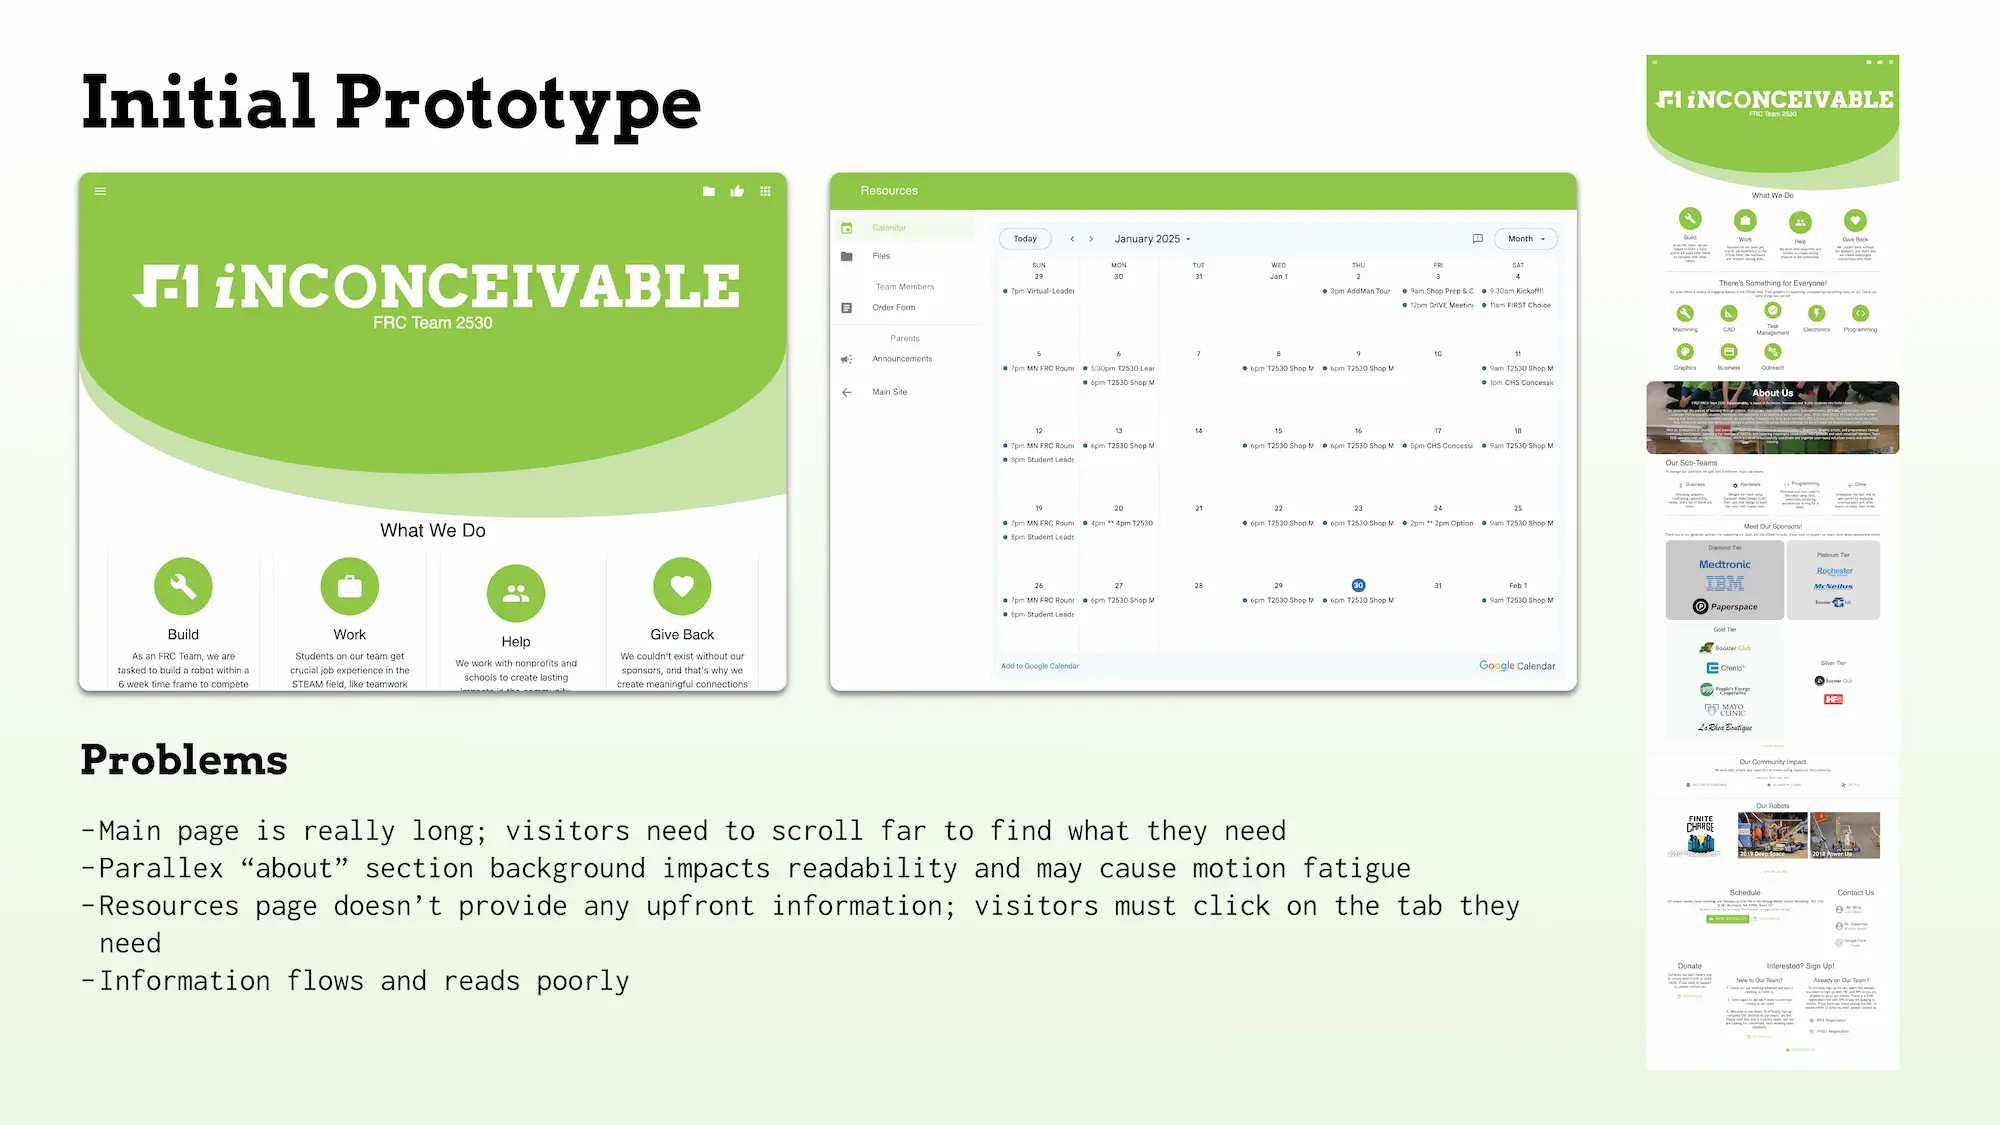 Initial Prototype
iNCONCEIVABLE
FRC Team 2530
What We Do
Build
As an FRC Team, we are
tasked to build a robot within a
6 week time frame to compete
Work
Students on our team get
crucial job experience in the
STEAM field, like teamwork
Help
We work with nonprofits and
schools to create lasting
impacts in the community
Give Back
We couldn't exist without our
sponsors, and that's why we
create meaningful connections
Resources
Calendar
Files
Team Members
Order Form
Parents
Announcements
Main Site
Today
January 2025
Month
SUN MON TUE WED THU FRI SAT
29 30 31 Jan 1 2 3 4
7pm Virtual-Leader 3pm AddMan Tour 9am Shop Prep & C 9:30am Kickoff!!
12pm DriVE Meetin 11am FIRST Choice
5 6 7 8 9 10 11
7pm MN FRC Roun 5:30pm T2530 Lea 6pm T2530 Shop M 6pm T2530 Shop M 9am T2530 Shop M
6pm T2530 Shop M 1pm CHS Concessi
12 13 14 15 16 17 18
7pm MN FRC Roun 6pm T2530 Shop M 6pm T2530 Shop M 6pm T2530 Shop M 5pm CHS Concessi 9am T2530 Shop M
8pm Student Leads
19 20 21 22 23 24 25
7pm MN FRC Roun 4pm ** 4pm T2530 6pm T2530 Shop M 6pm T2530 Shop M 2pm ** 2pm Option 9am T2530 Shop M
8pm Student Leads
26 27 28 29 30 31 Feb 1
7pm MN FRC Roun 6pm T2530 Shop M 6pm T2530 Shop M 6pm T2530 Shop M 9am T2530 Shop M
8pm Student Leads
Add to Google Calendar
Google Calendar
Problems
-Main page is really long; visitors need to scroll far to find what they need
-Parallex “about” section background impacts readability and may cause motion fatigue
-Resources page doesn’t provide any upfront information; visitors must click on the tab they
need
-Information flows and reads poorly
iNCONCEIVABLE
FRC Team 2530
What We Do
Build
Work
Help
Give Back
There's Something for Everyone!
Machining
CAD
Task
Management
Electronics
Programming
Graphics
Business
Outreach
About Us
Our Sub-Teams
Business
Hardware
Programming
Drive
Meet Our Sponsors!
Diamond Tier
Medtronic
IBM
Paperspace
Platinum Tier
Rochester
McNeilus
Booster Club
Gold Tier
Booster Club
Crenlo
People's Energy
Cooperative
MAYO
CLINIC
LaRhea Boutique
Silver Tier
Booster Club
Our Community Impact
Our Robots
FINITE
CHARGE
2019 Deep Space
2018 Power Up
Schedule
Contact Us
Donate
Interested? Sign Up!
New to Our Team?
Already on Our Team?